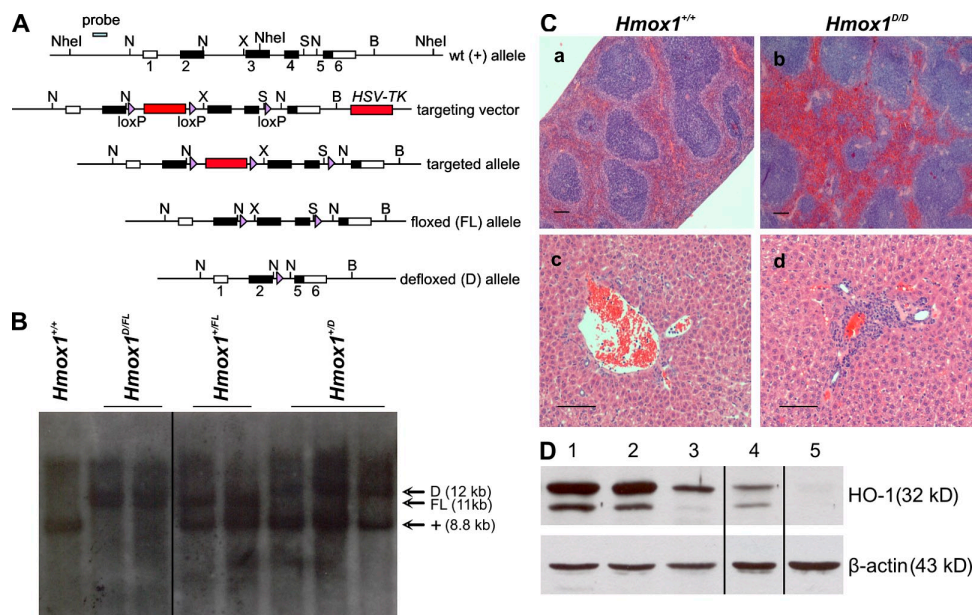 A
probe
NheI N N X NheI S N B NheI
1 2 3 4 5 6
wt (+) allele
N N X S N B HSV-TK
loxP loxP loxP
targeting vector
N N X S N B
targeted allele
N N X S N B
floxed (FL) allele
N N N B
1 2 5 6
defloxed (D) allele
B
Hmox1+/+
Hmox1D/FL
Hmox1+/FL
Hmox1+/D
D (12 kb)
FL (11kb)
+ (8.8 kb)
C
Hmox1+/+
Hmox1D/D
a
b
c
d
D
1 2 3 4 5
HO-1(32 kD)
β-actin(43 kD)